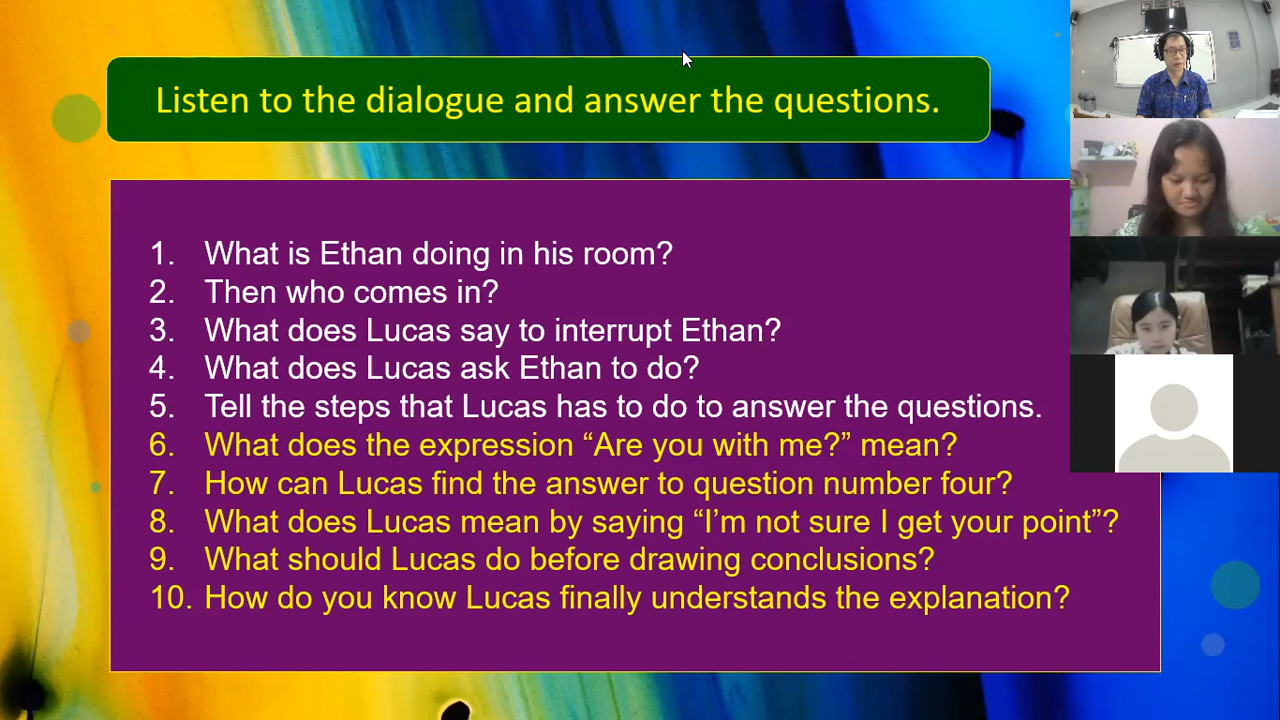 Listen to the dialogue and answer the questions.
1. What is Ethan doing in his room?
2. Then who comes in?
3. What does Lucas say to interrupt Ethan?
4. What does Lucas ask Ethan to do?
5. Tell the steps that Lucas has to do to answer the questions.
6. What does the expression “Are you with me?” mean?
7. How can Lucas find the answer to question number four?
8. What does Lucas mean by saying “I’m not sure I get your point”?
9. What should Lucas do before drawing conclusions?
10. How do you know Lucas finally understands the explanation?